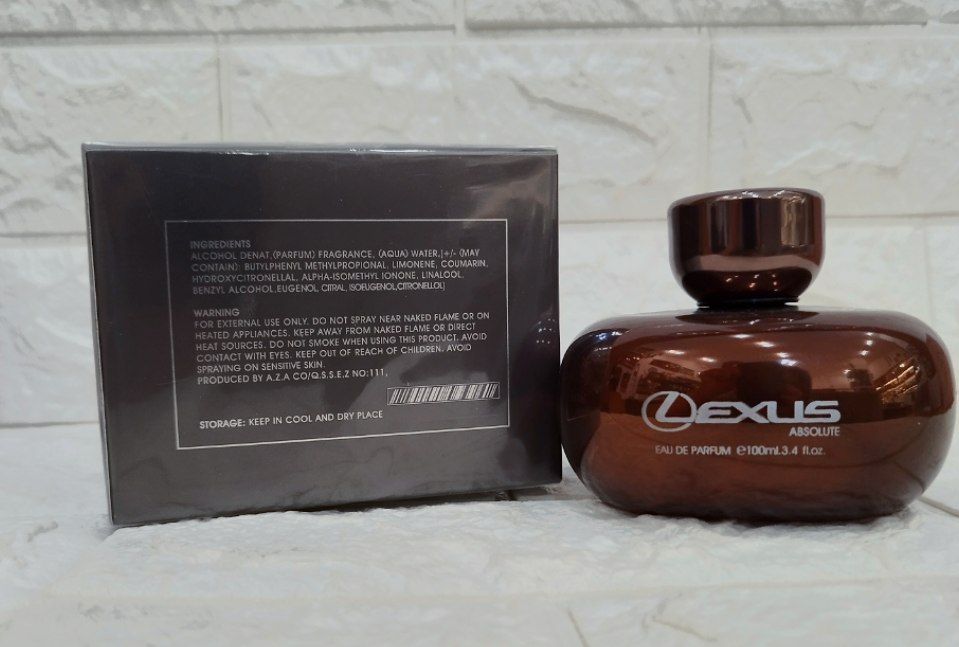 INGREDIENTS
ALCOHOL DENAT.(PARFUM) FRAGRANCE, (AQUA) WATER,[+/- (MAY
CONTAIN): BUTYLPHENYL METHYLPROPIONAL, LIMONENE, COUMARIN,
HYDROXYCITRONELLAL, ALPHA-ISOMETHYL IONONE, LINALOOL,
BENZYL ALCOHOL,EUGENOL, CITRAL, ISOEUGENOL,CITRONELLOL]
WARNING
FOR EXTERNAL USE ONLY. DO NOT SPRAY NEAR NAKED FLAME OR ON
HEATED APPLIANCES. KEEP AWAY FROM NAKED FLAME OR DIRECT
HEAT SOURCES. DO NOT SMOKE WHEN USING THIS PRODUCT. AVOID
CONTACT WITH EYES. KEEP OUT OF REACH OF CHILDREN. AVOID
SPRAYING ON SENSITIVE SKIN.
PRODUCED BY A.Z.A CO/Q.S.S.E.Z NO:111,
STORAGE: KEEP IN COOL AND DRY PLACE
LEXUS
ABSOLUTE
EAU DE PARFUM e100ml.3.4 fl.oz.